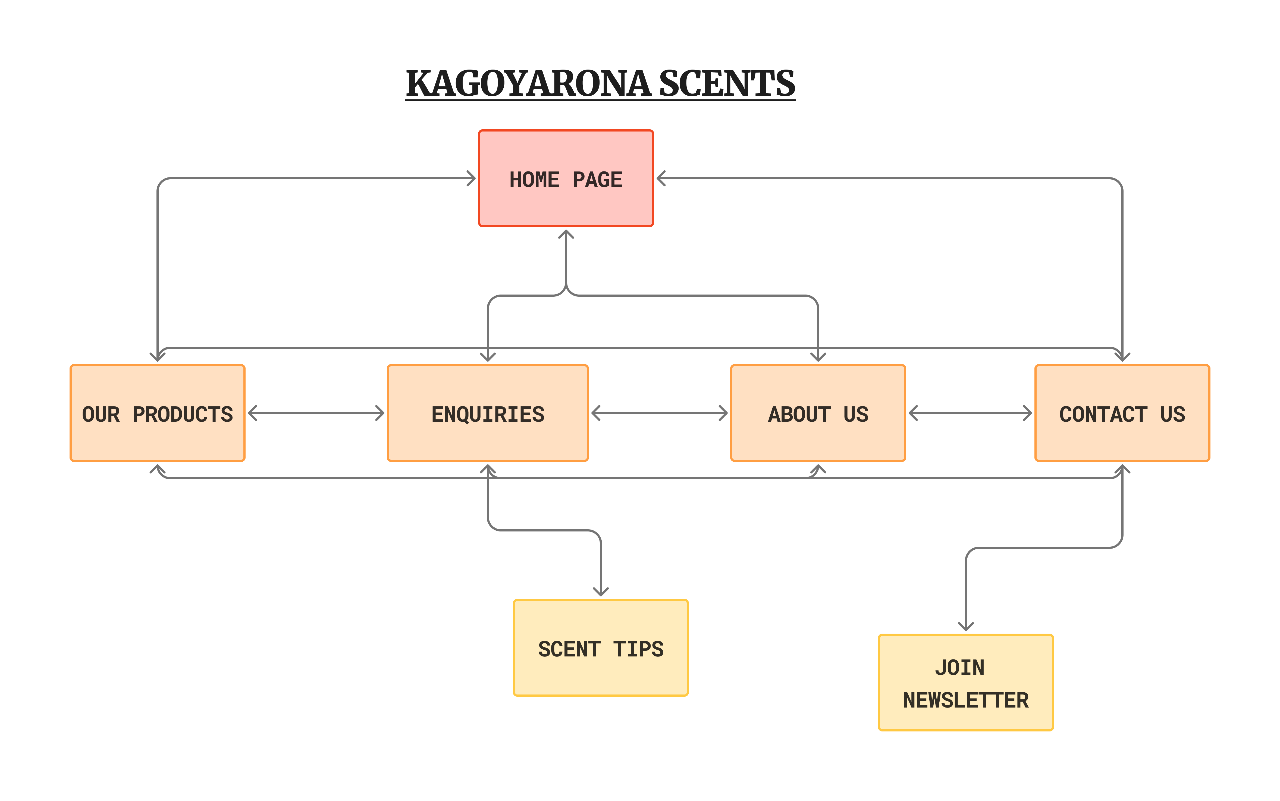 KAGOYARONA SCENTS
HOME PAGE
OUR PRODUCTS
ENQUIRIES
ABOUT US
CONTACT US
SCENT TIPS
JOIN
NEWSLETTER